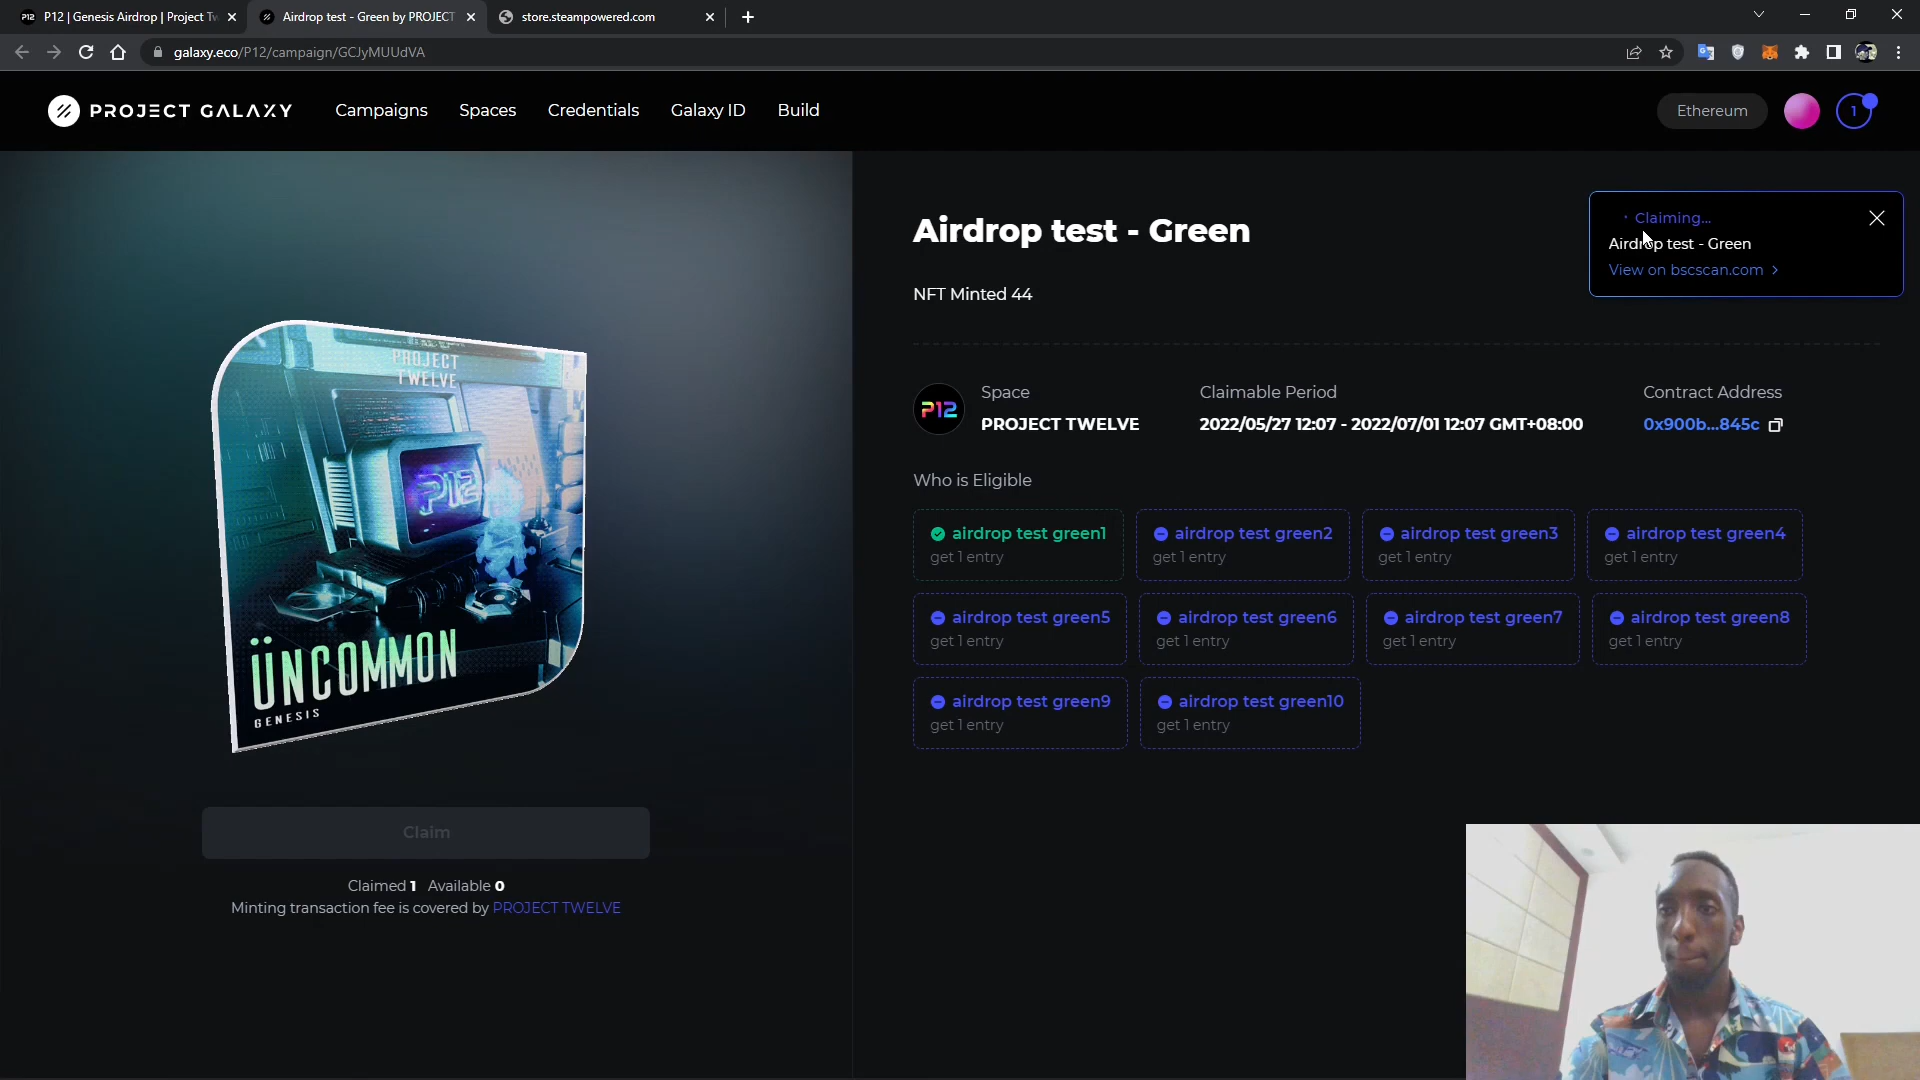 P12 | Genesis Airdrop | Project Tw
Airdrop test - Green by PROJECT
store.steampowered.com
galaxy.eco/P12/campaign/GCJyMUUdVA
PROJECT GALAXY
Campaigns
Spaces
Credentials
Galaxy ID
Build
Ethereum
1
Claiming...
Airdrop test - Green
View on bscscan.com >
Airdrop test - Green
NFT Minted 44
Space
PROJECT TWELVE
P12
Claimable Period
2022/05/27 12:07 - 2022/07/01 12:07 GMT+08:00
Contract Address
0x900b...845c
Who is Eligible
airdrop test green1
get 1 entry
airdrop test green2
get 1 entry
airdrop test green3
get 1 entry
airdrop test green4
get 1 entry
airdrop test green5
get 1 entry
airdrop test green6
get 1 entry
airdrop test green7
get 1 entry
airdrop test green8
get 1 entry
airdrop test green9
get 1 entry
airdrop test green10
get 1 entry
PROJECT
TWELVE
P12
ÜNCOMMON
GENESIS
Claim
Claimed 1 Available 0
Minting transaction fee is covered by PROJECT TWELVE